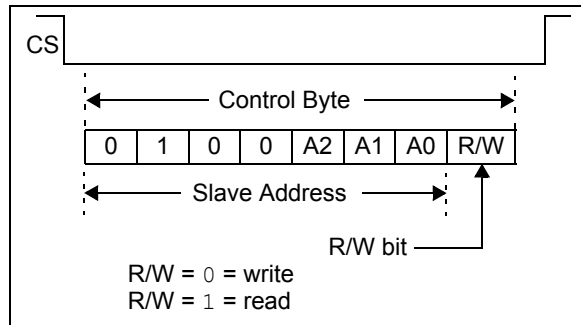 CS
Control Byte
0 1 0 0 A2 A1 A0 R/W
Slave Address
R/W bit
R/W = 0 = write
R/W = 1 = read